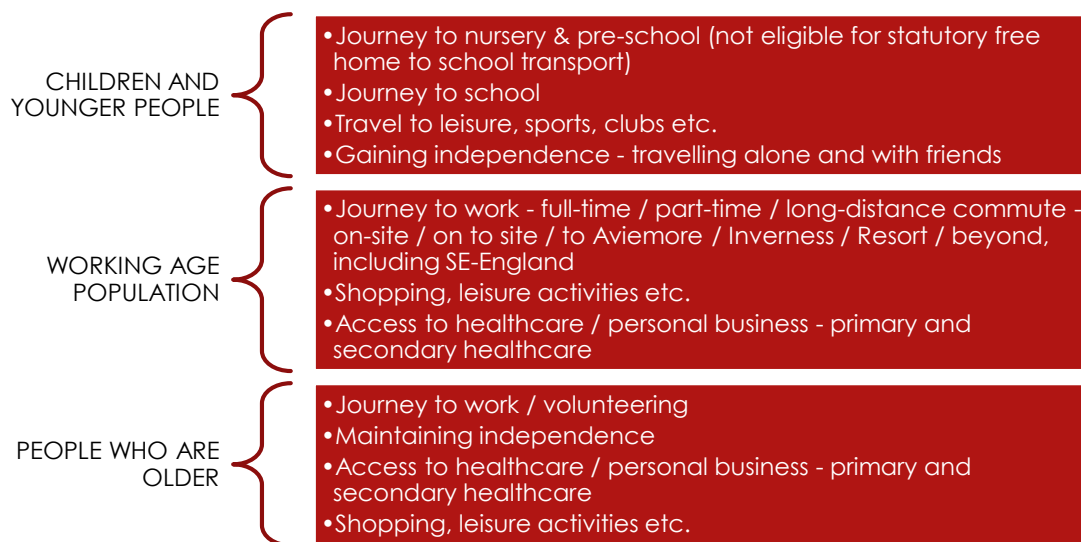 CHILDREN AND
YOUNGER PEOPLE
•Journey to nursery & pre-school (not eligible for statutory free
home to school transport)
•Journey to school
•Travel to leisure, sports, clubs etc.
•Gaining independence - travelling alone and with friends
WORKING AGE
POPULATION
•Journey to work - full-time / part-time / long-distance commute -
on-site / on to site / to Aviemore / Inverness / Resort / beyond,
including SE-England
•Shopping, leisure activities etc.
•Access to healthcare / personal business - primary and
secondary healthcare
PEOPLE WHO ARE
OLDER
•Journey to work / volunteering
•Maintaining independence
•Access to healthcare / personal business - primary and
secondary healthcare
•Shopping, leisure activities etc.